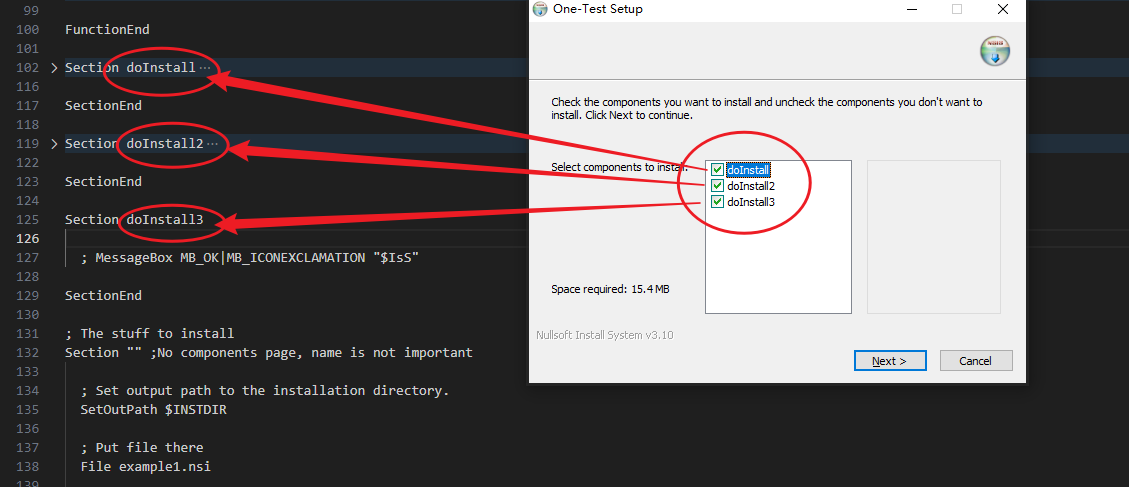 99
100 FunctionEnd
101
102 Section doInstall ···
116
117 SectionEnd
118
119 Section doInstall2 ···
122
123 SectionEnd
124
125 Section doInstall3
126
127 ; MessageBox MB_OK|MB_ICONEXCLAMATION "$IsS"
128
129 SectionEnd
130
131 ; The stuff to install
132 Section "" ;No components page, name is not important
133
134 ; Set output path to the installation directory.
135 SetOutPath $INSTDIR
136
137 ; Put file there
138 File example1.nsi
139
One-Test Setup
Check the components you want to install and uncheck the components you don't want to
install. Click Next to continue.
Select components to install:
doInstall
doInstall2
doInstall3
Space required: 15.4 MB
Nullsoft Install System v3.10
Next >
Cancel